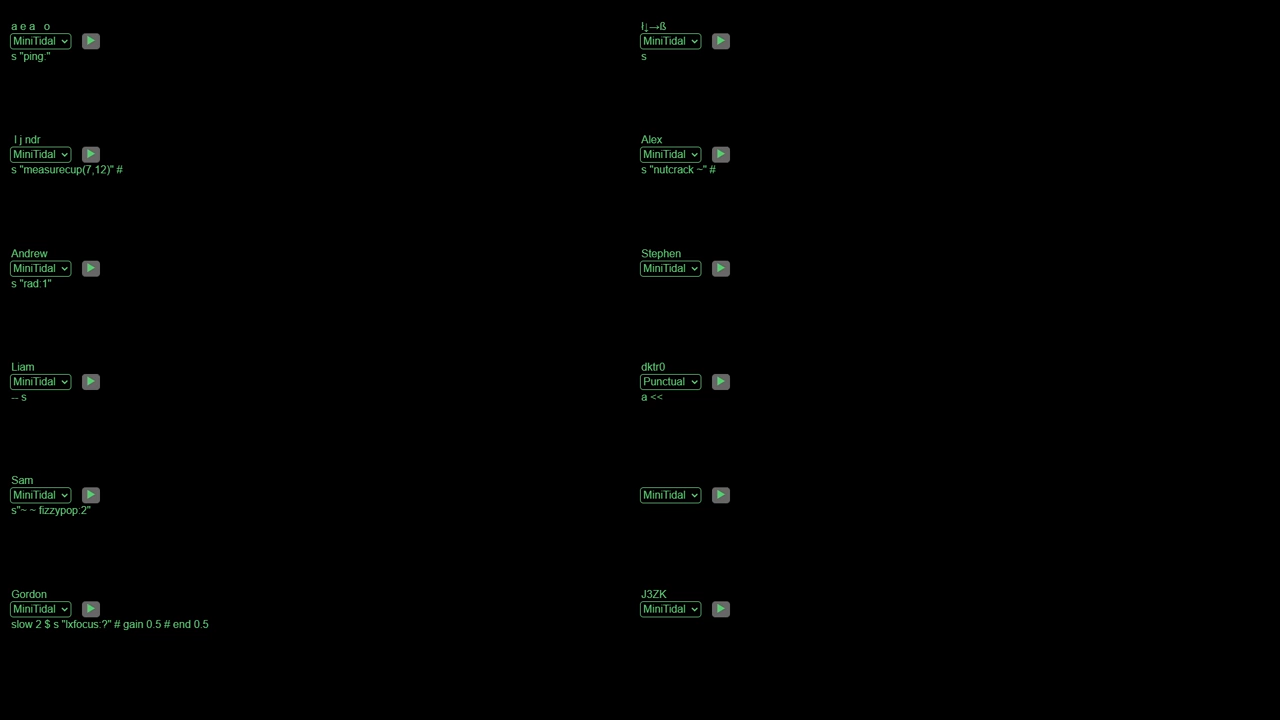 a e a o
MiniTidal
s "ping:"
ł↓→ß
MiniTidal
s
l j ndr
MiniTidal
s "measurecup(7,12)" #
Alex
MiniTidal
s "nutcrack ~" #
Andrew
MiniTidal
s "rad:1"
Stephen
MiniTidal
Liam
MiniTidal
-- s
dktr0
Punctual
a <<
Sam
MiniTidal
s"~ ~ fizzypop:2"
MiniTidal
Gordon
MiniTidal
slow 2 $ s "lxfocus:?" # gain 0.5 # end 0.5
J3ZK
MiniTidal